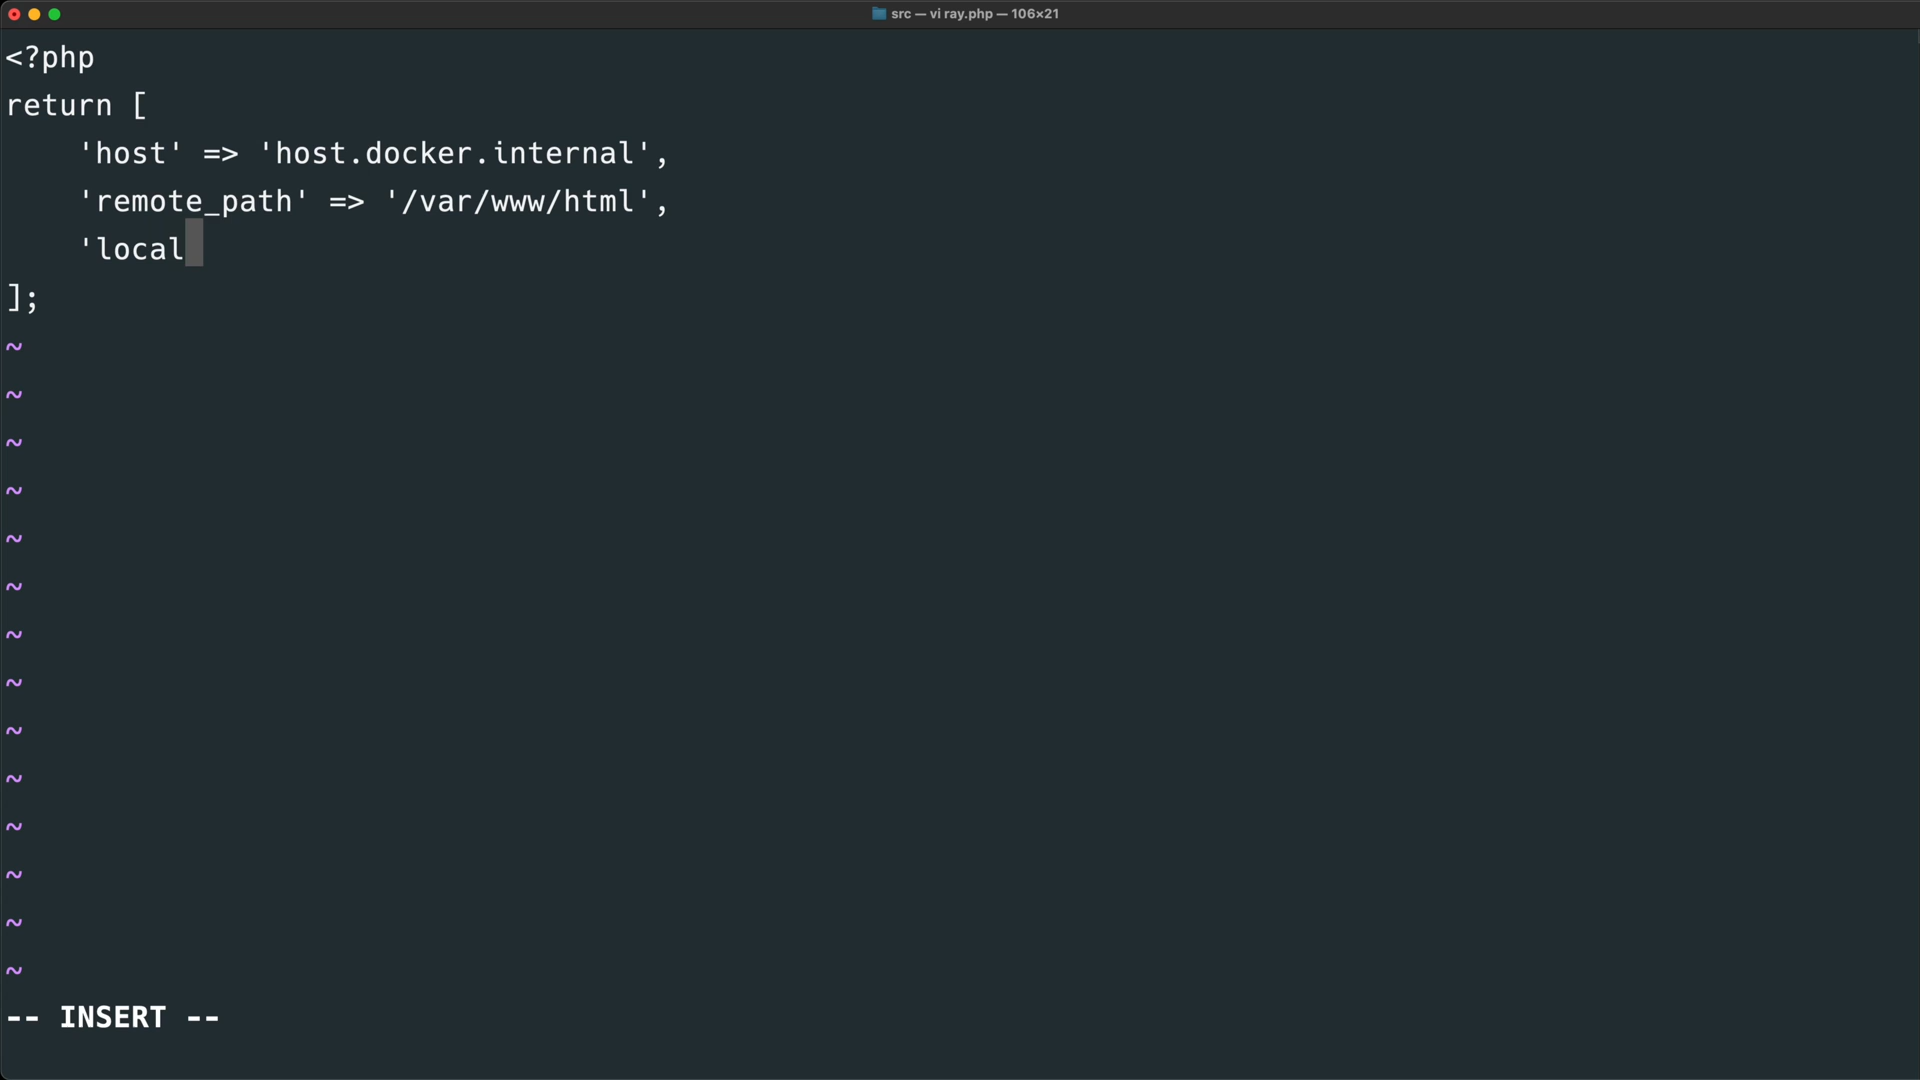 src — vi ray.php — 106×21
<?php
return [
    'host' => 'host.docker.internal',
    'remote_path' => '/var/www/html',
    'local
];
~
~
~
~
~
~
~
~
~
~
~
~
~
~
-- INSERT --